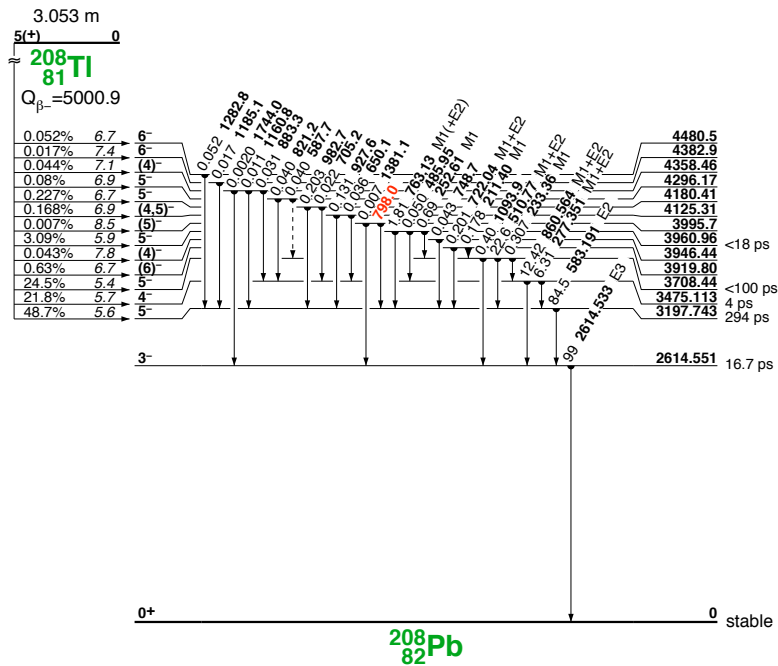 3.053 m
5(+) 0
208
81 Tl
Qβ−=5000.9
0.052% 6.7 6− 4480.5
0.017% 7.4 6− 4382.9
0.044% 7.1 (4)− 4358.46
0.08% 6.9 5− 4296.17
0.227% 6.7 5− 4180.41
0.168% 6.9 (4,5)− 4125.31
0.007% 8.5 (5)− 3995.7
3.09% 5.9 5− 3960.96 <18 ps
0.043% 7.8 (4)− 3946.44
0.63% 6.7 (6)− 3919.80
24.5% 5.4 5− 3708.44 <100 ps
21.8% 5.7 4− 3475.113 4 ps
48.7% 5.6 5− 3197.743 294 ps
0.052 1282.8
0.017 1185.1
0.0020 1744.0
0.011 1160.8
0.031 883.3
0.040 821.2
0.040 587.7
0.203 982.7
0.022 705.2
0.131 927.6
0.036 650.1
0.007 1381.1
798.0
1.81 763.13 M1(+E2)
0.050 485.95
0.69 252.61 M1
0.043 748.7
0.201 722.04 M1+E2
0.178 211.40 M1
0.40 1093.9
22.6 510.77 M1+E2
0.307 233.36 M1
12.42 860.564 M1+E2
6.31 277.351 M1+E2
84.5 583.191 E2
99 2614.533 E3
3− 2614.551 16.7 ps
0+ 0 stable
208
82 Pb